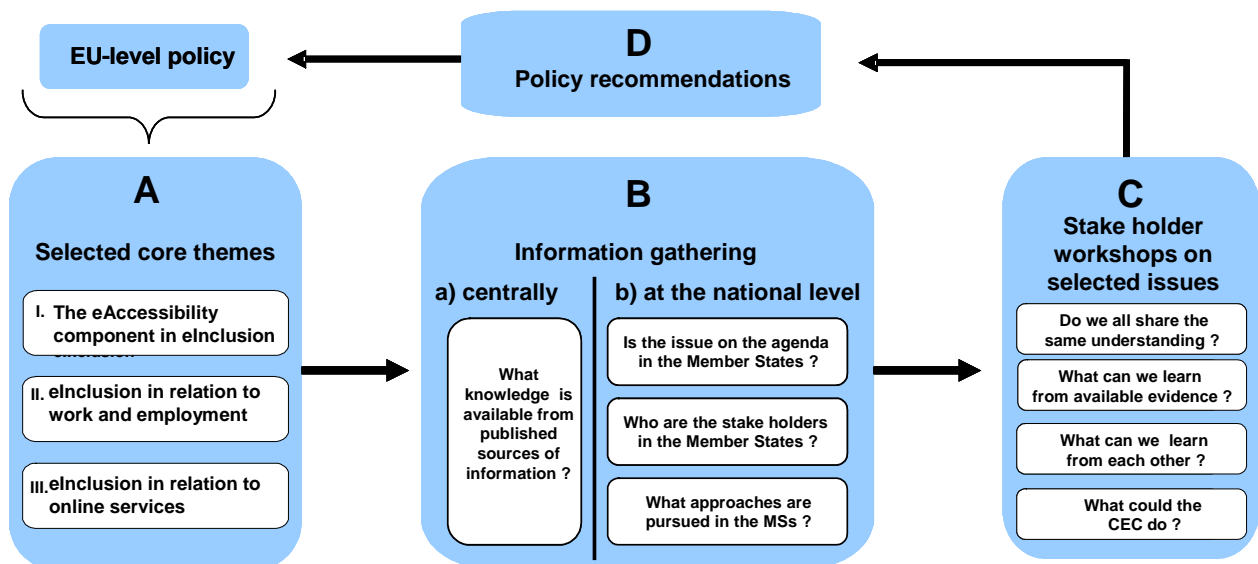 EU-level policy
D
Policy recommendations
A
Selected core themes
I. The eAccessibility
component in eInclusion
II. eInclusion in relation to
work and employment
III. eInclusion in relation to
online services
B
Information gathering
a) centrally
What
knowledge is
available from
published
sources of
information ?
b) at the national level
Is the issue on the agenda
in the Member States ?
Who are the stake holders
in the Member States ?
What approaches are
pursued in the MSs ?
C
Stake holder
workshops on
selected issues
Do we all share the
same understanding ?
What can we learn
from available evidence ?
What can we learn
from each other ?
What could the
CEC do ?